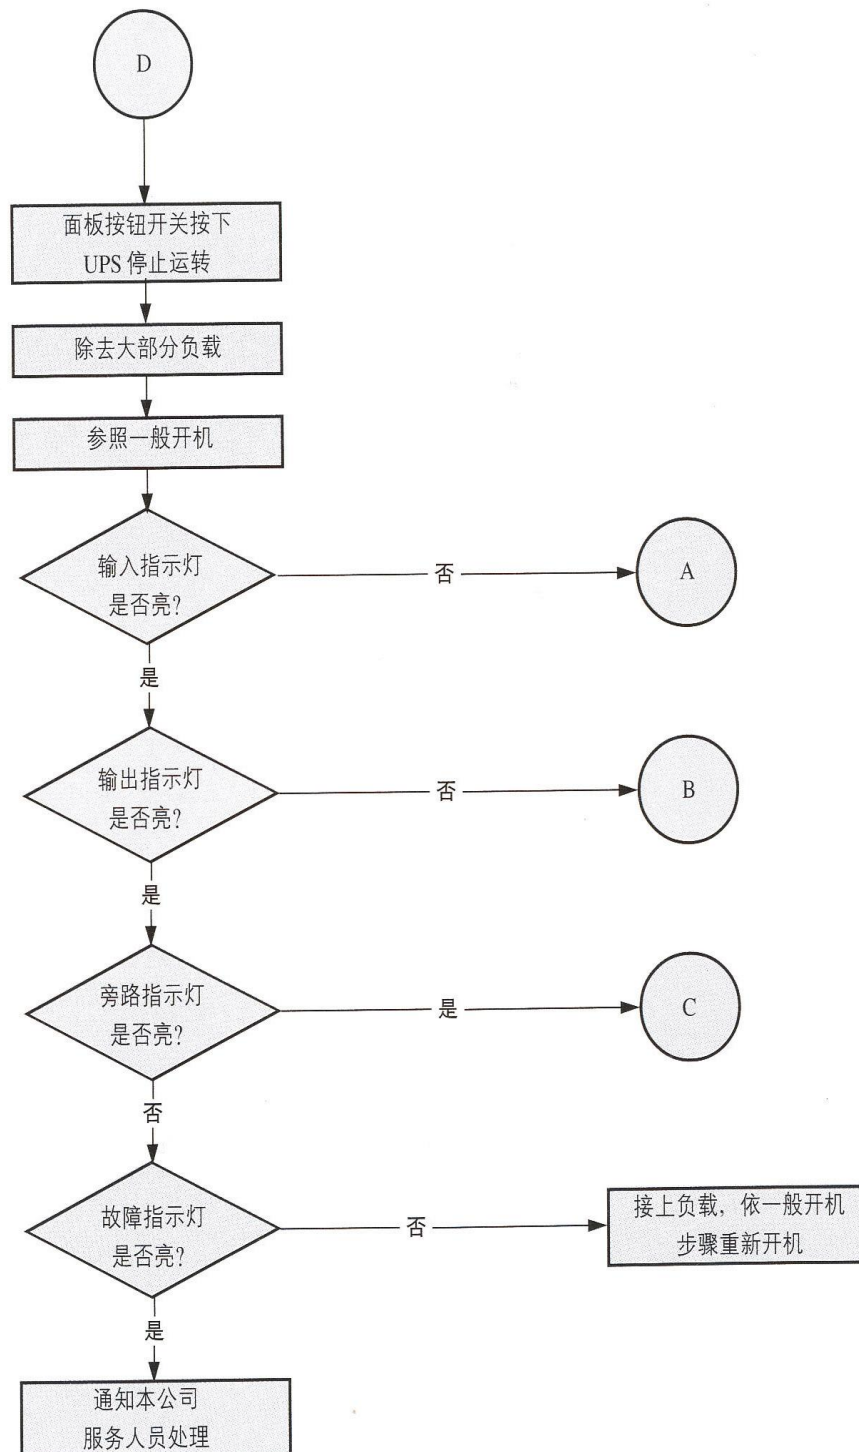 D
面板按钮开关按下
UPS 停止运转
除去大部分负载
参照一般开机
输入指示灯
是否亮?
否
A
是
输出指示灯
是否亮?
否
B
是
旁路指示灯
是否亮?
是
C
否
故障指示灯
是否亮?
否
接上负载,依一般开机
步骤重新开机
是
通知本公司
服务人员处理